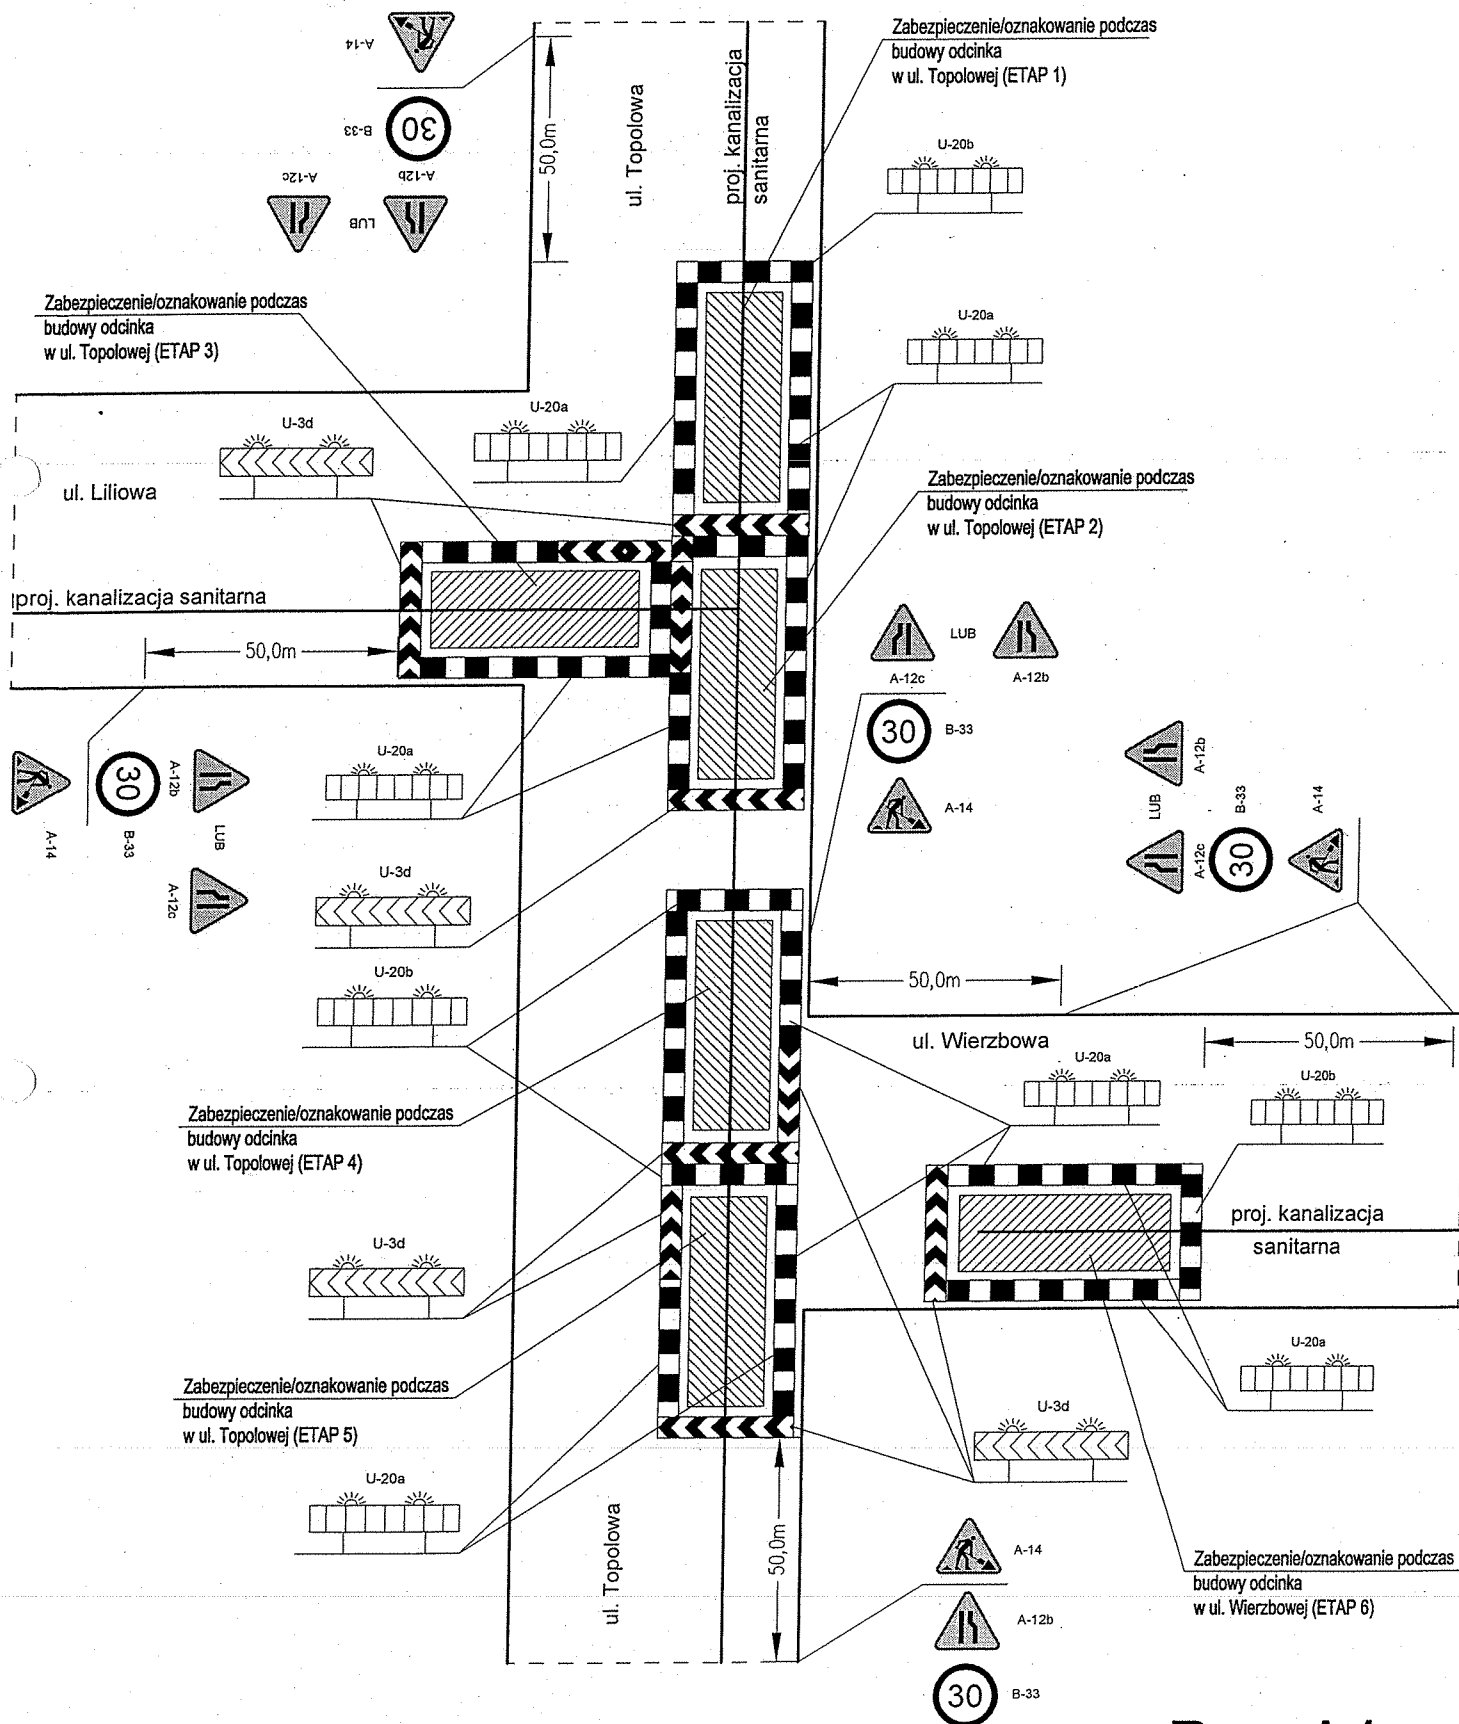 A-14
B-33
A-12c
LUB
A-12b
30
50,0m
ul. Topolowa
proj. kanalizacja
sanitarna
Zabezpieczenie/oznakowanie podczas
budowy odcinka
w ul. Topolowej (ETAP 1)
U-20b
U-20a
Zabezpieczenie/oznakowanie podczas
budowy odcinka
w ul. Topolowej (ETAP 3)
U-3d
U-20a
ul. Liliowa
Zabezpieczenie/oznakowanie podczas
budowy odcinka
w ul. Topolowej (ETAP 2)
proj. kanalizacja sanitarna
50,0m
A-12c
LUB
A-12b
30
B-33
A-14
A-14
30
B-33
A-12b
LUB
A-12c
U-20a
U-3d
U-20b
A-12b
LUB
A-12c
30
B-33
A-14
50,0m
ul. Wierzbowa
50,0m
U-20a
U-20b
Zabezpieczenie/oznakowanie podczas
budowy odcinka
w ul. Topolowej (ETAP 4)
proj. kanalizacja
sanitarna
U-3d
U-20a
Zabezpieczenie/oznakowanie podczas
budowy odcinka
w ul. Topolowej (ETAP 5)
U-3d
U-20a
ul. Topolowa
50,0m
A-14
A-12b
30
B-33
Zabezpieczenie/oznakowanie podczas
budowy odcinka
w ul. Wierzbowej (ETAP 6)